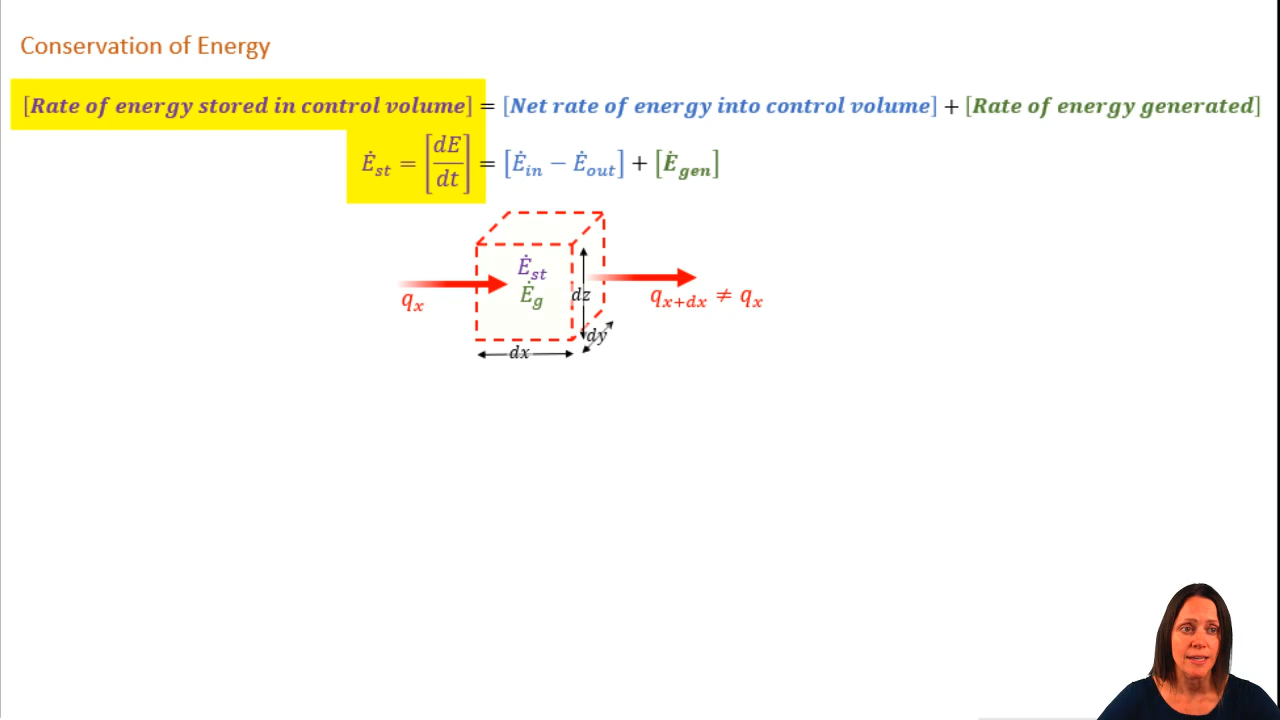 Conservation of Energy
[Rate of energy stored in control volume] = [Net rate of energy into control volume] + [Rate of energy generated]
Ė_st = [dE/dt] = [Ė_in − Ė_out] + [Ė_gen]
Ė_st
Ė_g
q_x
dz
q_{x+dx} ≠ q_x
dy
dx